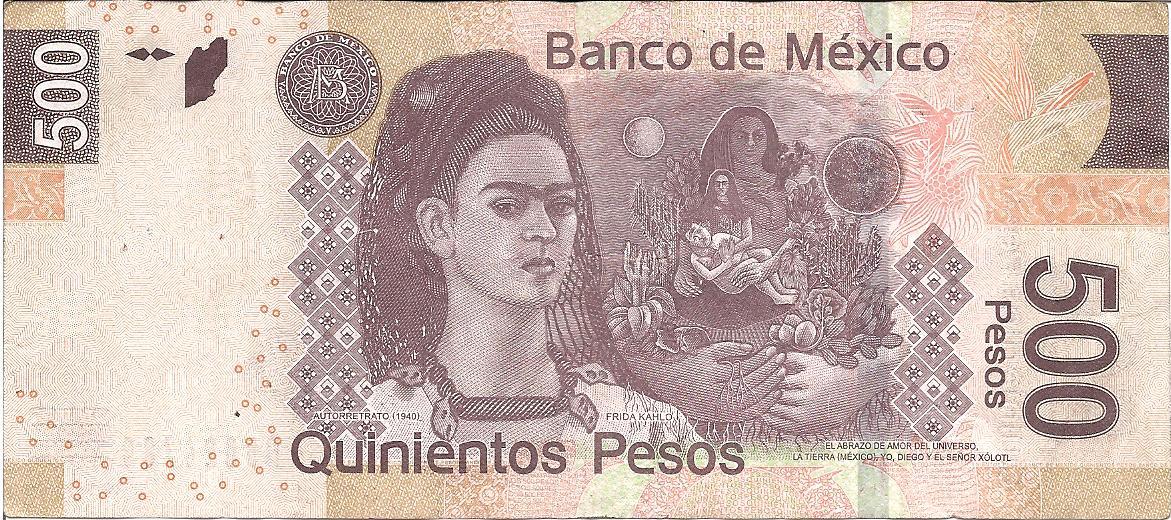 500
BANCO DE MÉXICO
Banco de México
500
Pesos
AUTORRETRATO (1940)
FRIDA KAHLO
Quinientos Pesos
EL ABRAZO DE AMOR DEL UNIVERSO,
LA TIERRA (MÉXICO), YO, DIEGO Y EL SEÑOR XÓLOTL